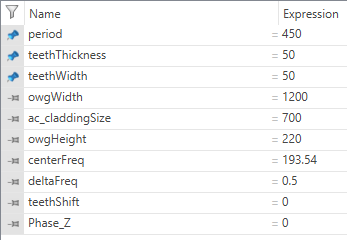 Name Expression
period = 450
teethThickness = 50
teethWidth = 50
owgWidth = 1200
ac_claddingSize = 700
owgHeight = 220
centerFreq = 193.54
deltaFreq = 0.5
teethShift = 0
Phase_Z = 0